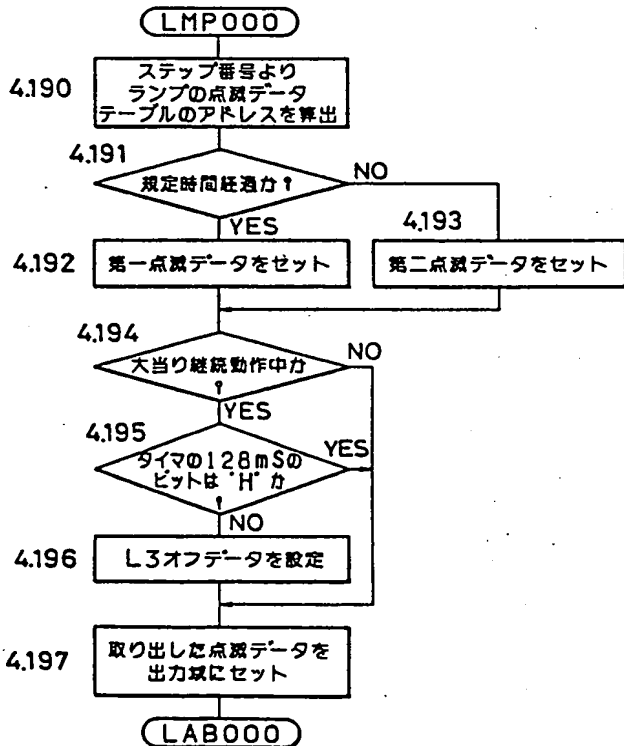 LMP000
4.190
ステップ番号より
ランプの点滅データ
テーブルのアドレスを算出
4.191
規定時間経過か?
NO
YES
4.193
4.192
第一点滅データをセット
第二点滅データをセット
4.194
大当り継続動作中か
?
NO
YES
4.195
タイマの128mSの
ビットは"H"か
?
YES
NO
4.196
L3オフデータを設定
4.197
取り出した点滅データを
出力域にセット
LAB000